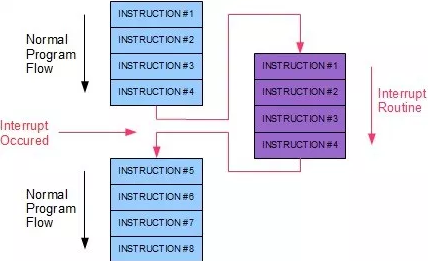 Normal
Program
Flow
INSTRUCTION #1
INSTRUCTION #2
INSTRUCTION #3
INSTRUCTION #4
INSTRUCTION #1
INSTRUCTION #2
INSTRUCTION #3
INSTRUCTION #4
Interrupt
Routine
Interrupt
Occured
Normal
Program
Flow
INSTRUCTION #5
INSTRUCTION #6
INSTRUCTION #7
INSTRUCTION #8